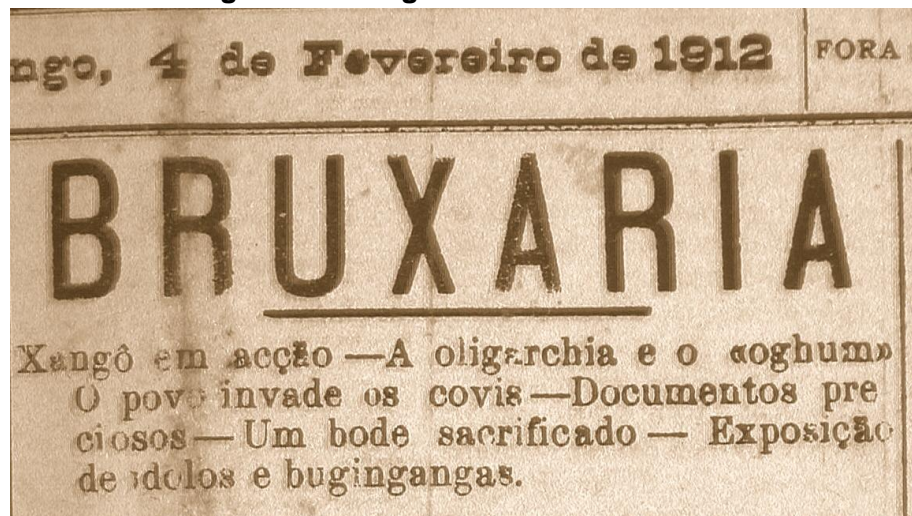 ngo, 4 de Fevereiro de 1912
FORA
BRUXARIA
Xangô em acção — A oligarchia e o «oghum»
O povo invade os covis — Documentos pre
ciosos — Um bode sacrificado — Exposição
de idolos e bugingangas.